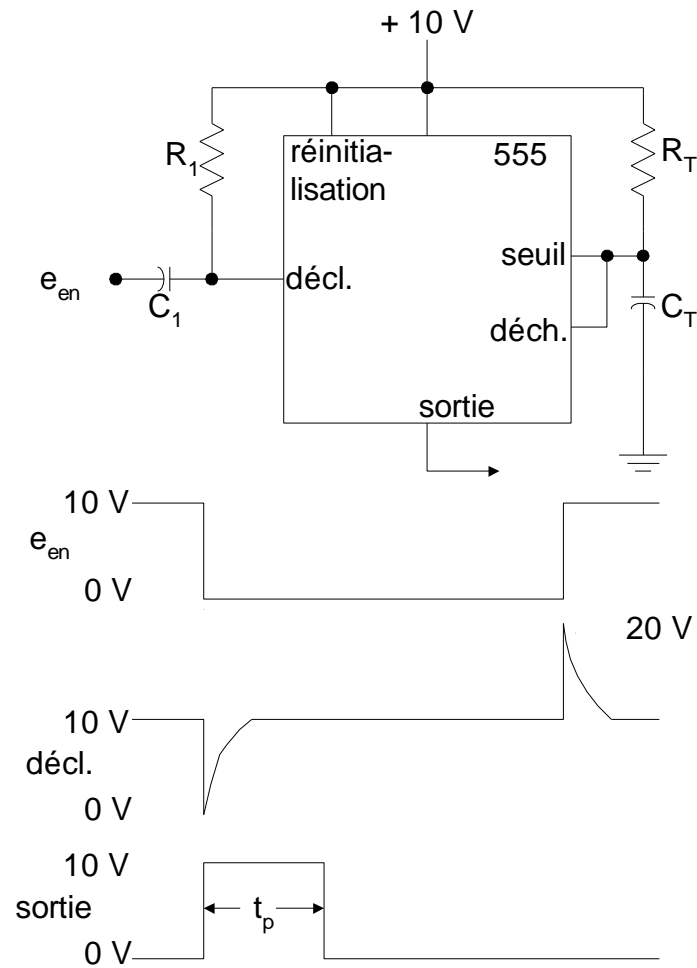 + 10 V
R1
réinitia-
lisation
555
RT
een
C1
décl.
seuil
déch.
CT
sortie
10 V
een
0 V
20 V
10 V
décl.
0 V
10 V
sortie
tp
0 V